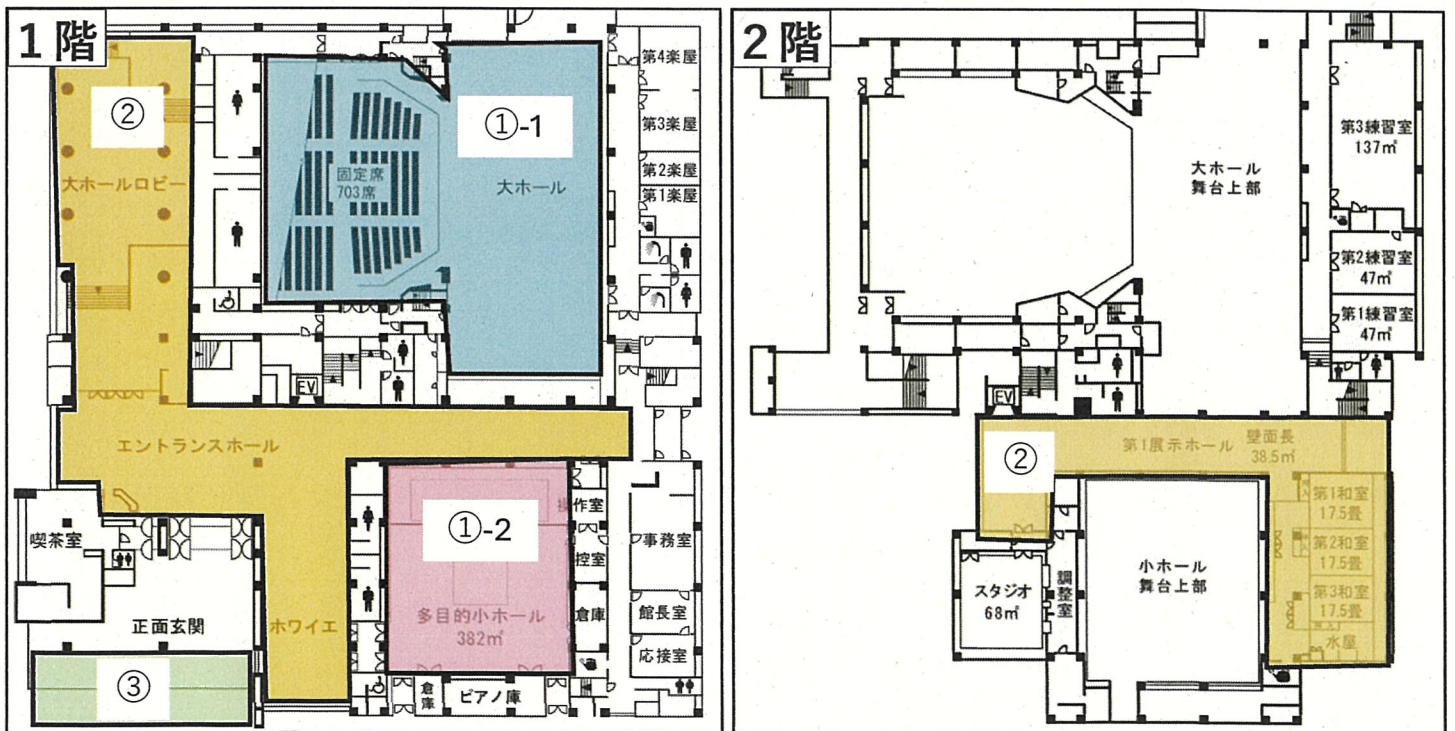 1階
②
大ホールロビー
固定席
703席
①-1
大ホール
第4楽屋
第3楽屋
第2楽屋
第1楽屋
EV
エントランスホール
喫茶室
正面玄関
ホワイエ
③
①-2
多目的小ホール
382㎡
操作室
控室
倉庫
事務室
館長室
応接室
倉庫
ピアノ庫
2階
大ホール
舞台上部
第3練習室
137㎡
第2練習室
47㎡
第1練習室
47㎡
EV
②
第1展示ホール
壁面長
38.5㎡
第1和室
17.5畳
第2和室
17.5畳
第3和室
17.5畳
水屋
スタジオ
68㎡
調整室
小ホール
舞台上部